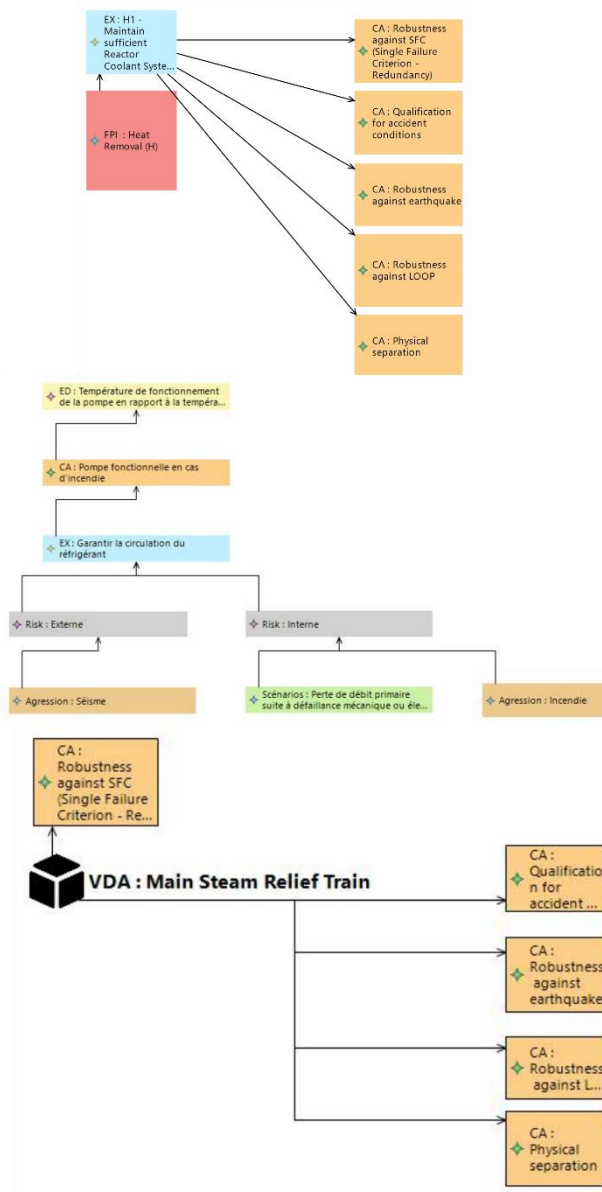 EX : H1 -
Maintain
sufficient
Reactor
Coolant Syste...
CA : Robustness
against SFC
(Single Failure
Criterion -
Redundancy)
CA : Qualification
for accident
conditions
FPI : Heat
Removal (H)
CA : Robustness
against earthquake
CA : Robustness
against LOOP
CA : Physical
separation
ED : Température de fonctionnement
de la pompe en rapport à la tempéra...
CA : Pompe fonctionnelle en cas
d'incendie
EX : Garantir la circulation du
réfrigérant
Risk : Externe
Risk : Interne
Agression : Séisme
Scénarios : Perte de débit primaire
suite à défaillance mécanique ou éle...
Agression : Incendie
CA :
Robustness
against SFC
(Single Failure
Criterion - Re...
VDA : Main Steam Relief Train
CA :
Qualificatio
n for
accident ...
CA :
Robustness
against
earthquake
CA :
Robustness
against L...
CA :
Physical
separation